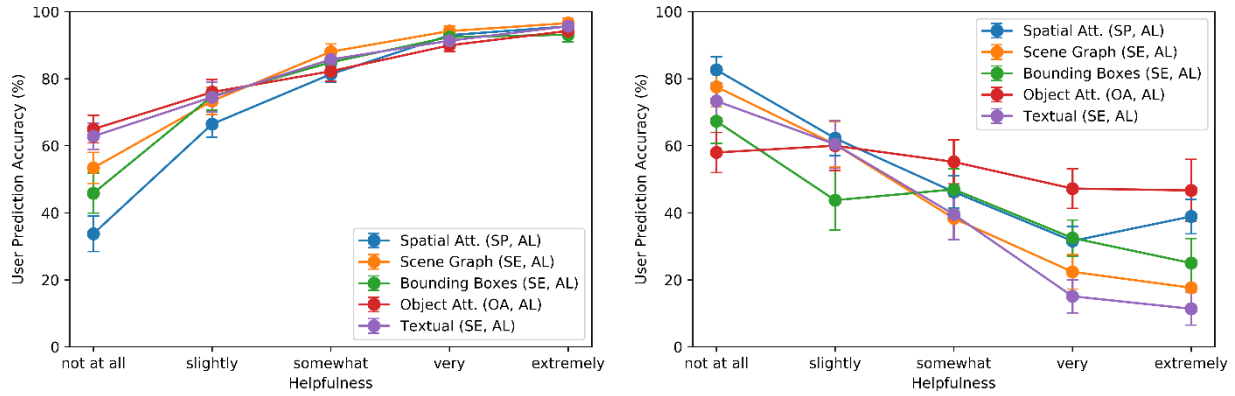 User Prediction Accuracy (%)
100
80
60
40
20
0
not at all
slightly
somewhat
very
extremely
Helpfulness
Spatial Att. (SP, AL)
Scene Graph (SE, AL)
Bounding Boxes (SE, AL)
Object Att. (OA, AL)
Textual (SE, AL)
User Prediction Accuracy (%)
100
80
60
40
20
0
not at all
slightly
somewhat
very
extremely
Helpfulness
Spatial Att. (SP, AL)
Scene Graph (SE, AL)
Bounding Boxes (SE, AL)
Object Att. (OA, AL)
Textual (SE, AL)